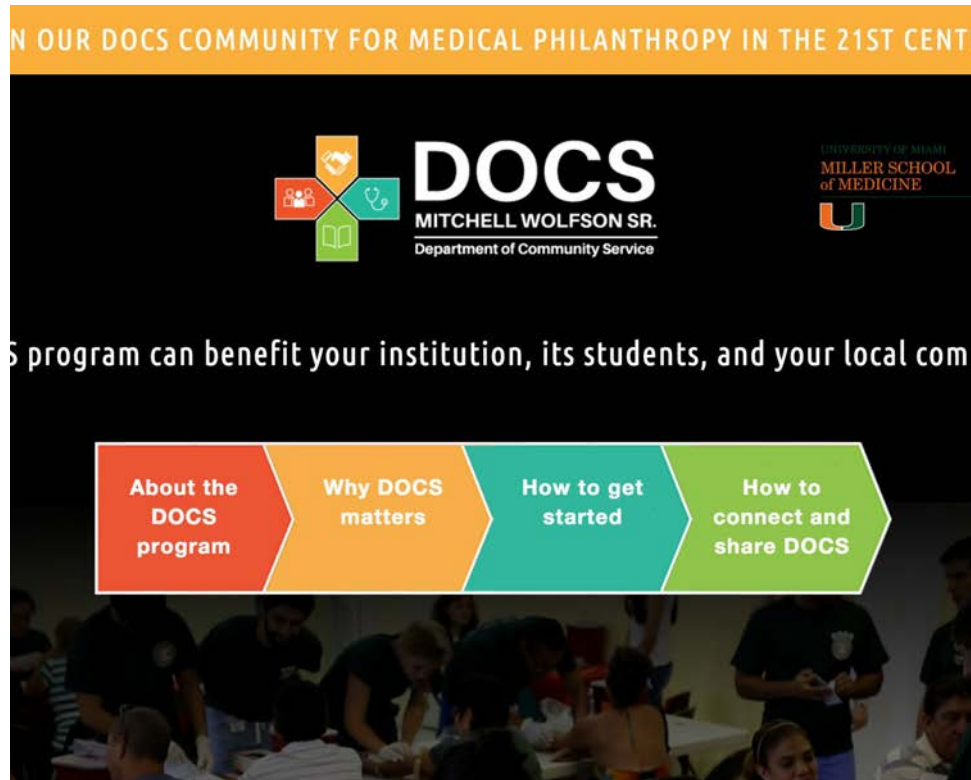 N OUR DOCS COMMUNITY FOR MEDICAL PHILANTHROPY IN THE 21ST CENT
DOCS
MITCHELL WOLFSON SR.
Department of Community Service
UNIVERSITY OF MIAMI
MILLER SCHOOL
of MEDICINE
S program can benefit your institution, its students, and your local com
About the
DOCS
program
Why DOCS
matters
How to get
started
How to
connect and
share DOCS